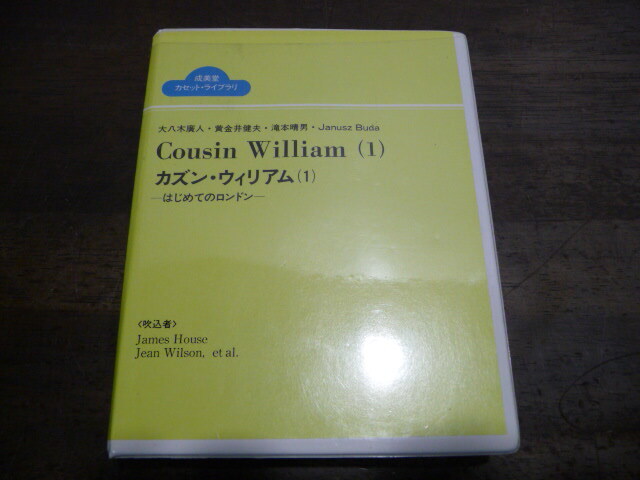 成美堂
カセット・ライブラリ
大八木廣人・黄金井健夫・滝本晴男・Janusz Buda
Cousin William (1)
カズン・ウィリアム(1)
―はじめてのロンドン―
〈吹込者〉
James House
Jean Wilson, et al.